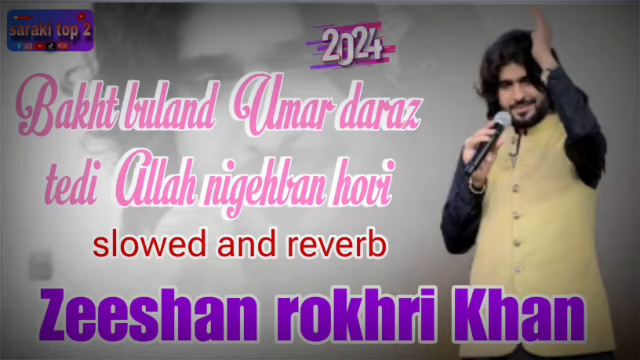 saraki top 2
2024
Bakht buland Umar daraz
tedi Allah nigehban hovi
slowed and reverb
Zeeshan rokhri Khan